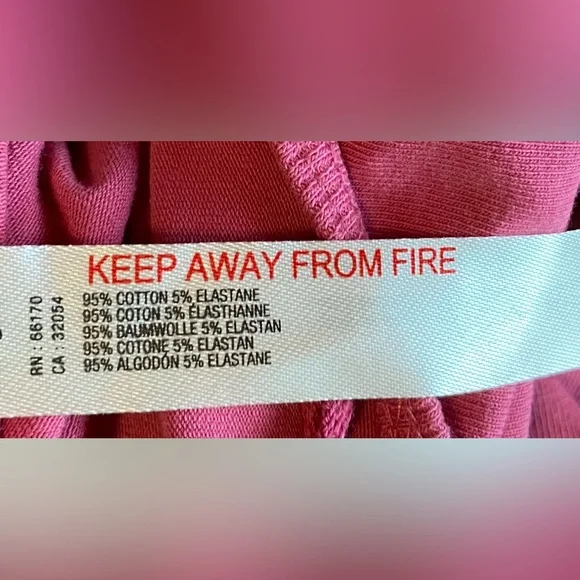 KEEP AWAY FROM FIRE
95% COTTON 5% ELASTANE
95% COTON 5% ÉLASTHANNE
95% BAUMWOLLE 5% ELASTAN
95% COTONE 5% ELASTAN
95% ALGODÓN 5% ELASTANE
RN : 66170
CA : 32054